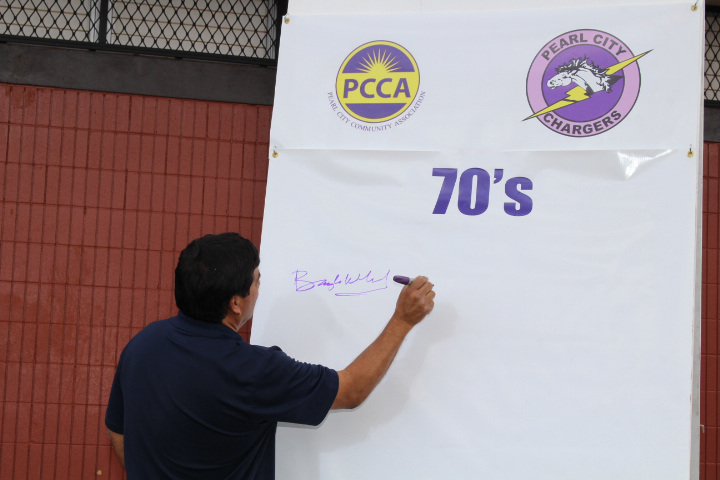 PCCA
PEARL CITY COMMUNITY ASSOCIATION
PEARL CITY
CHARGERS
70's